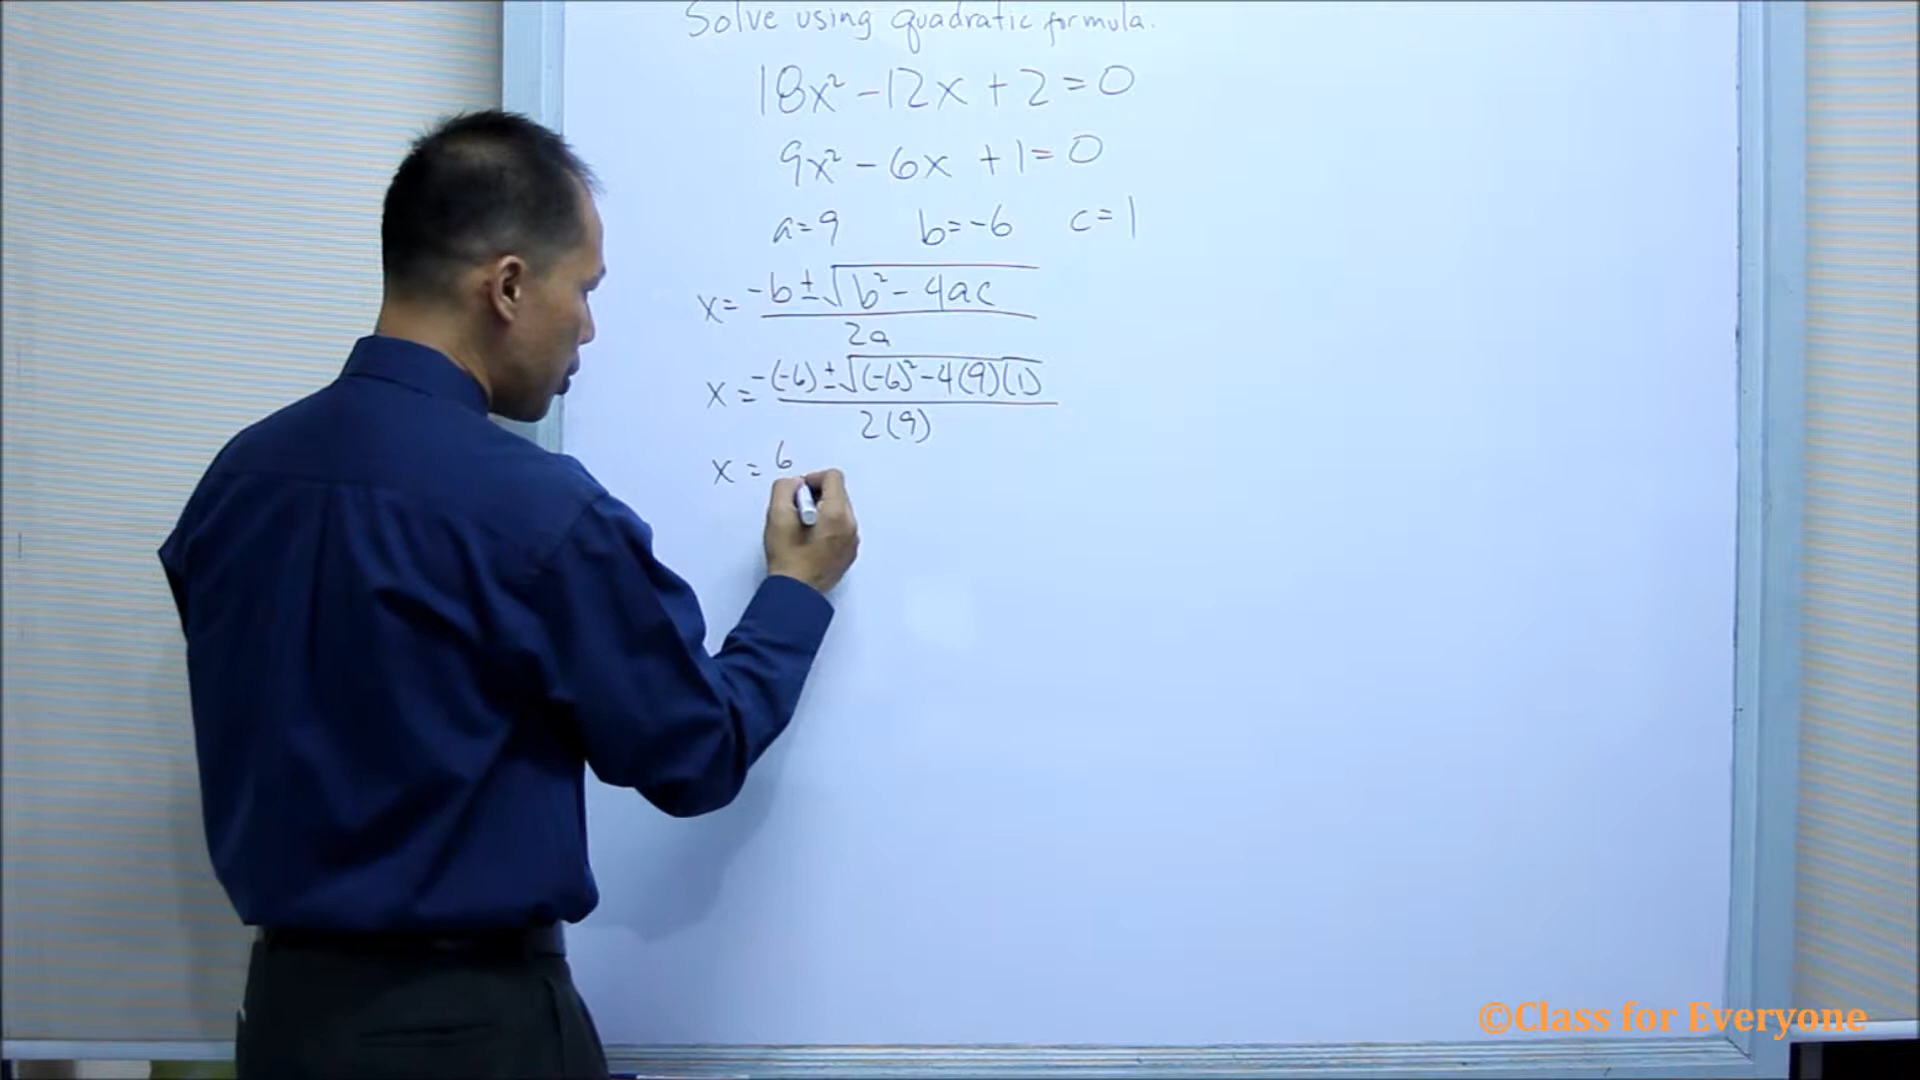 Solve using quadratic formula.
18x² - 12x + 2 = 0
9x² - 6x + 1 = 0
a = 9 b = -6 c = 1
x = -b ± √b² - 4ac
2a
x = -(-6) ± √(-6)² - 4(9)(1)
2(9)
x = 6
©Class for Everyone